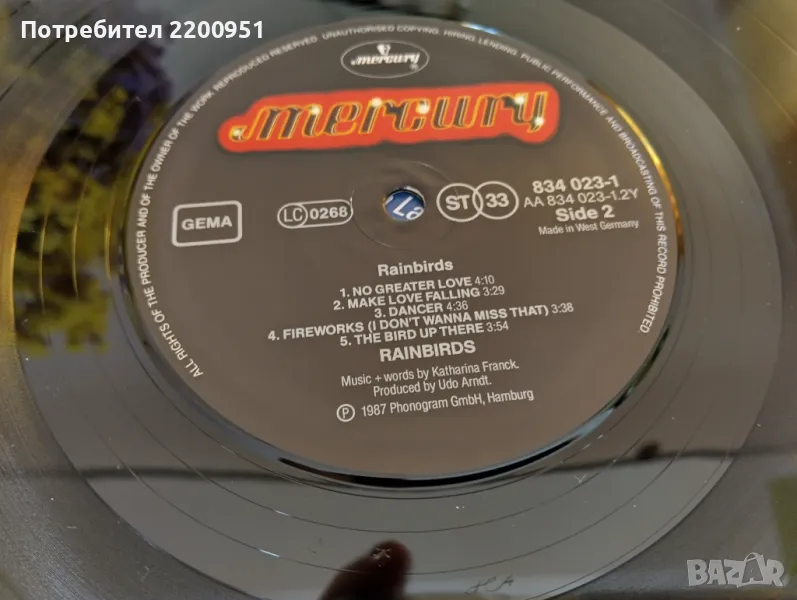 Потребител 2200951
ALL RIGHTS OF THE PRODUCER AND OF THE OWNER OF THE WORK REPRODUCED RESERVED. UNAUTHORISED COPYING, HIRING, LENDING, PUBLIC PERFORMANCE AND BROADCASTING OF THIS RECORD PROHIBITED.
mercury
mercury
GEMA
LC 0268
La
ST 33
834 023-1
AA 834 023-1.2Y
Side 2
Made in West Germany
Rainbirds
1. NO GREATER LOVE 4:10
2. MAKE LOVE FALLING 3:29
3. DANCER 4:36
4. FIREWORKS (I DON'T WANNA MISS THAT) 3:38
5. THE BIRD UP THERE 3:54
RAINBIRDS
Music + words by Katharina Franck.
Produced by Udo Arndt.
Ⓟ 1987 Phonogram GmbH, Hamburg
BAZAR